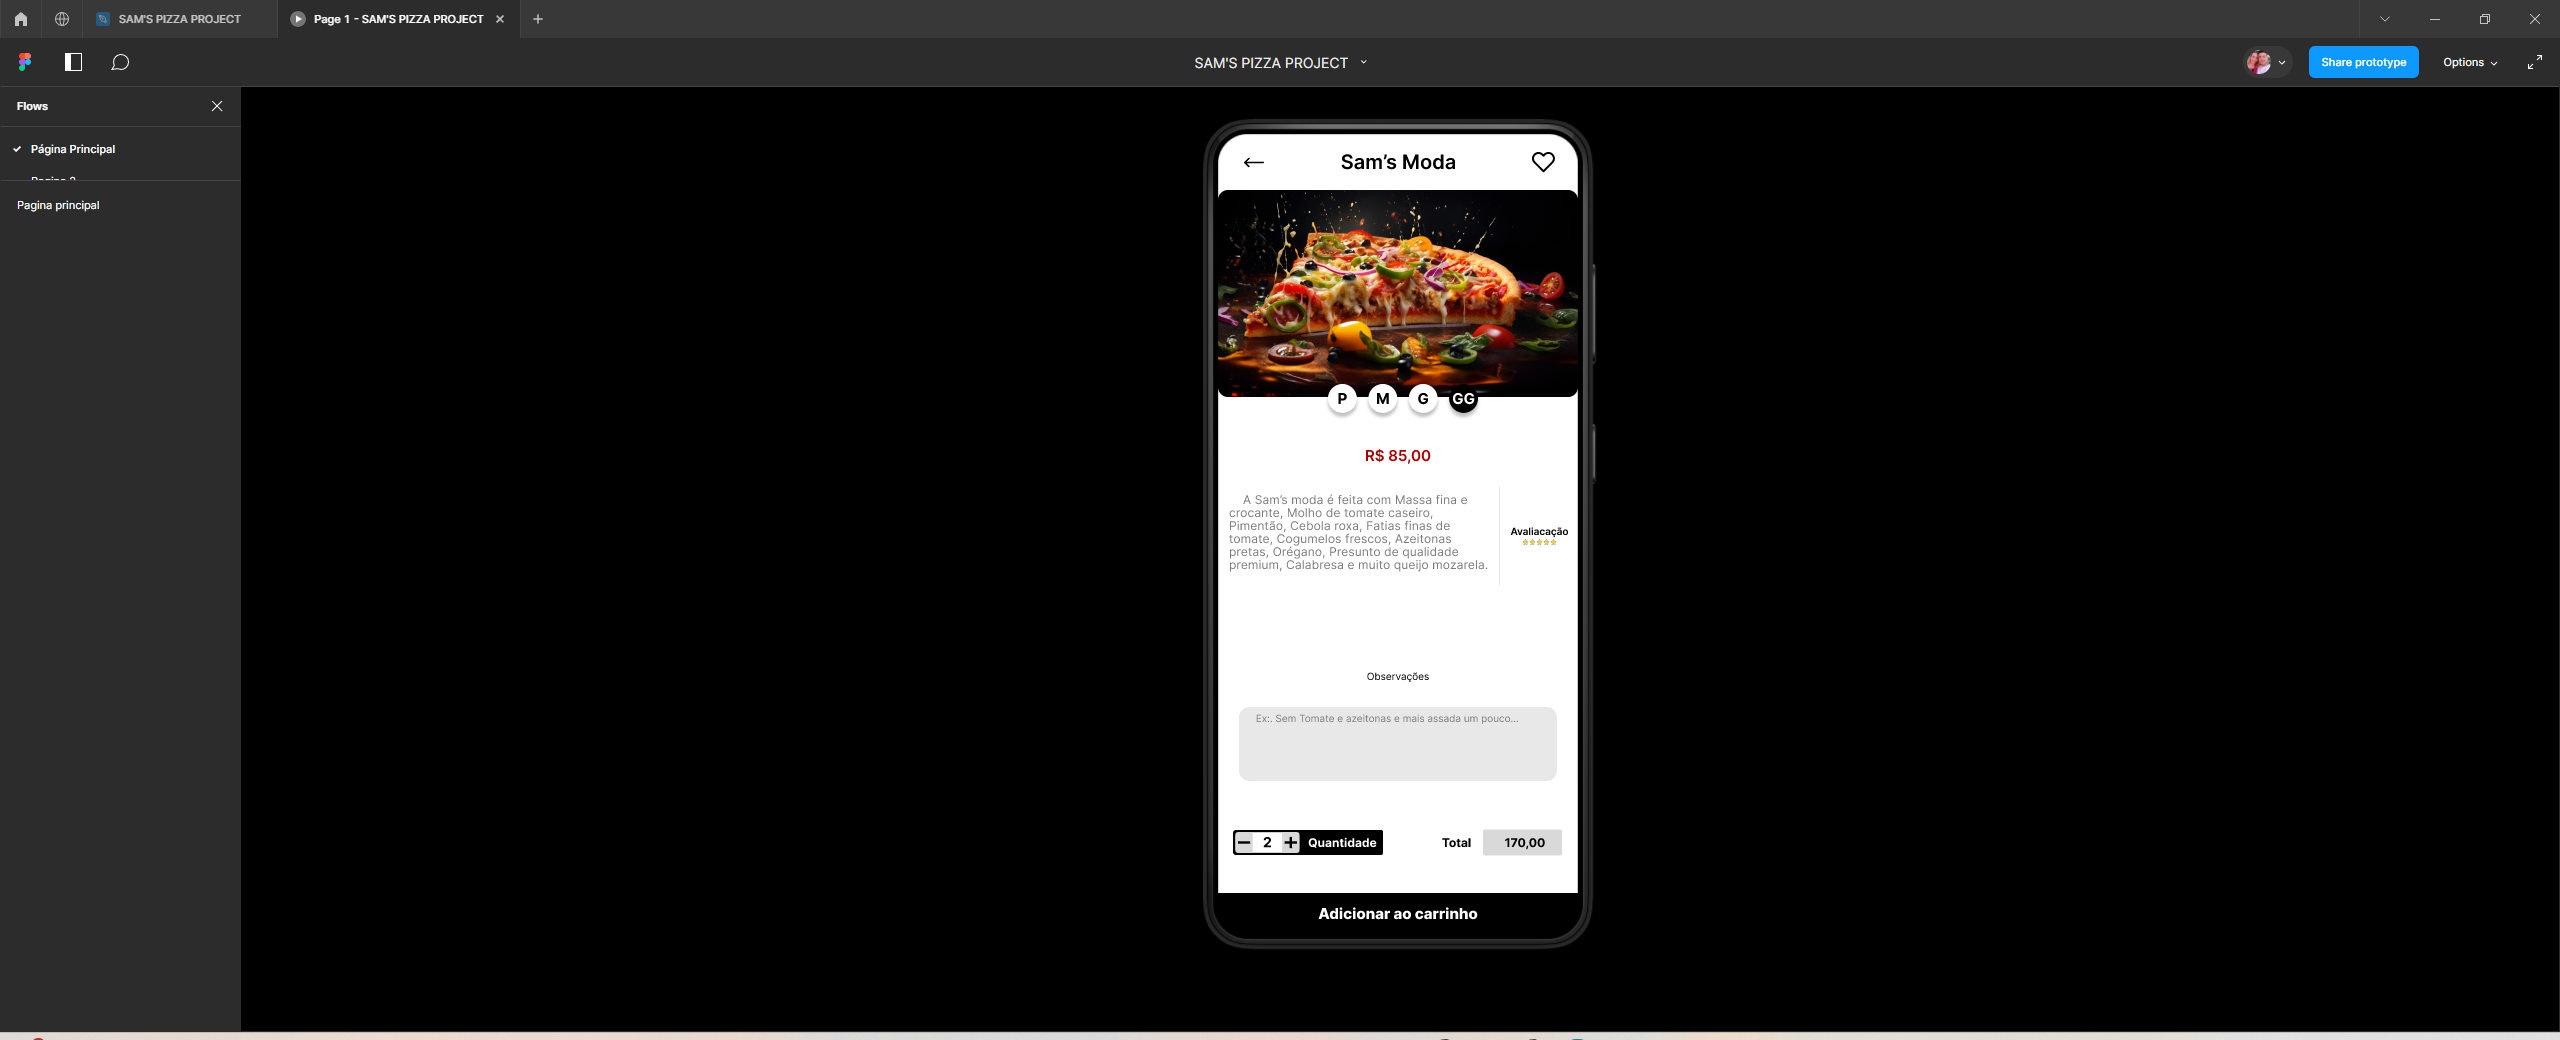 SAM'S PIZZA PROJECT
Page 1 - SAM'S PIZZA PROJECT
SAM'S PIZZA PROJECT
Share prototype
Options
Flows
Página Principal
Pagina principal
Sam’s Moda
P M G GG
R$ 85,00
A Sam’s moda é feita com Massa fina e
crocante, Molho de tomate caseiro,
Pimentão, Cebola roxa, Fatias finas de
tomate, Cogumelos frescos, Azeitonas
pretas, Orégano, Presunto de qualidade
premium, Calabresa e muito queijo mozarela.
Avaliacação
Observações
Ex:. Sem Tomate e azeitonas e mais assada um pouco...
2 Quantidade
Total 170,00
Adicionar ao carrinho